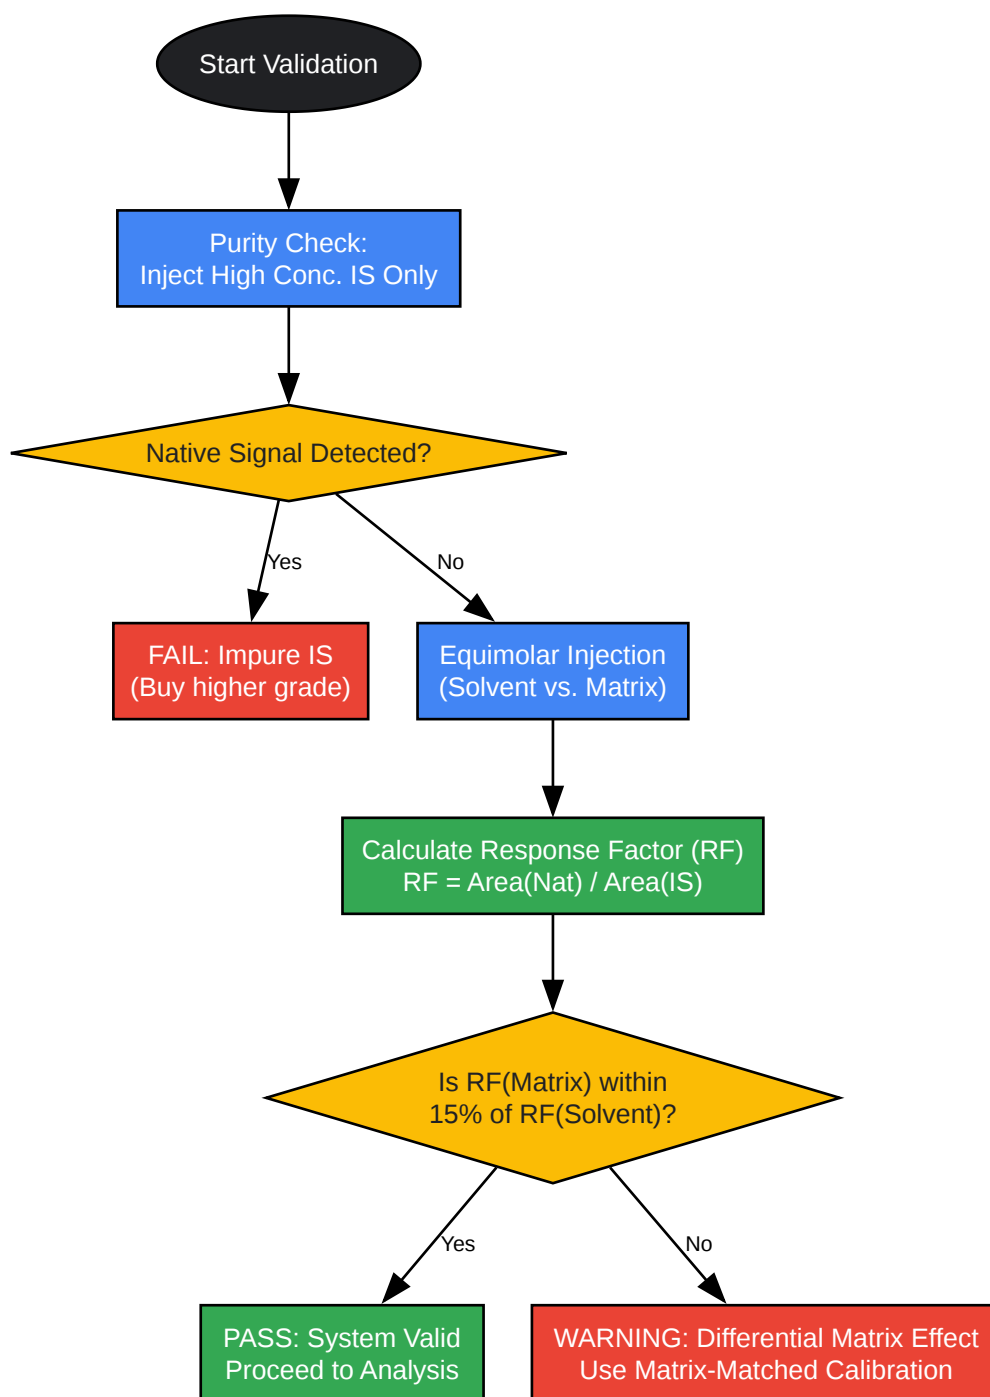 Start Validation
Purity Check:
Inject High Conc. IS Only
Native Signal Detected?
Yes
No
FAIL: Impure IS
(Buy higher grade)
Equimolar Injection
(Solvent vs. Matrix)
Calculate Response Factor (RF)
RF = Area(Nat) / Area(IS)
Is RF(Matrix) within
15% of RF(Solvent)?
Yes
No
PASS: System Valid
Proceed to Analysis
WARNING: Differential Matrix Effect
Use Matrix-Matched Calibration